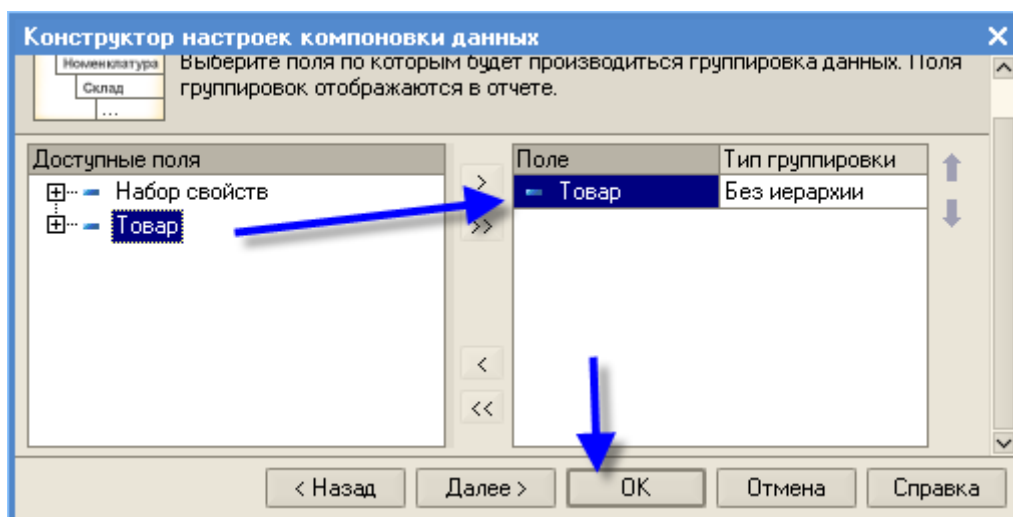 Конструктор настроек компоновки данных
Номенклатура
Выберите поля по которым будет производиться группировка данных. Поля
Склад
группировок отображаются в отчете.
...
Доступные поля
Поле
Тип группировки
Набор свойств
>
Товар
Без иерархии
Товар
>>
<
<<
< Назад
Далее >
OK
Отмена
Справка